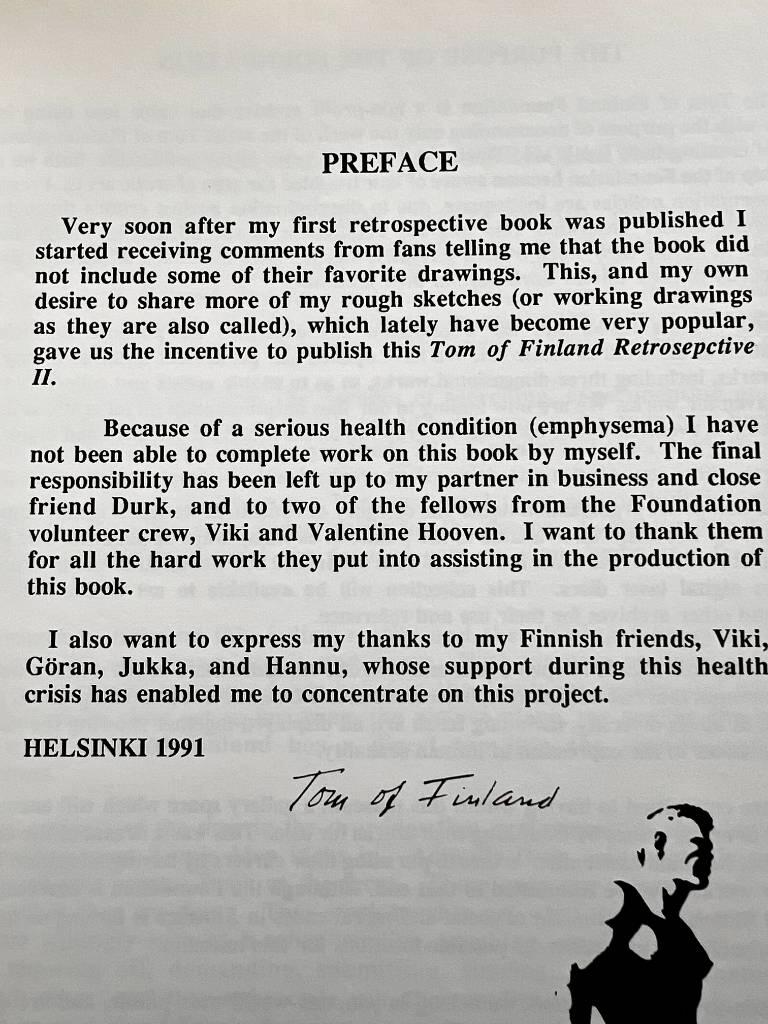 PREFACE
Very soon after my first retrospective book was published I
started receiving comments from fans telling me that the book did
not include some of their favorite drawings. This, and my own
desire to share more of my rough sketches (or working drawings
as they are also called), which lately have become very popular,
gave us the incentive to publish this Tom of Finland Retrosepctive
II.
Because of a serious health condition (emphysema) I have
not been able to complete work on this book by myself. The final
responsibility has been left up to my partner in business and close
friend Durk, and to two of the fellows from the Foundation
volunteer crew, Viki and Valentine Hooven. I want to thank them
for all the hard work they put into assisting in the production of
this book.
I also want to express my thanks to my Finnish friends, Viki,
Göran, Jukka, and Hannu, whose support during this health
crisis has enabled me to concentrate on this project.
HELSINKI 1991
Tom of Finland